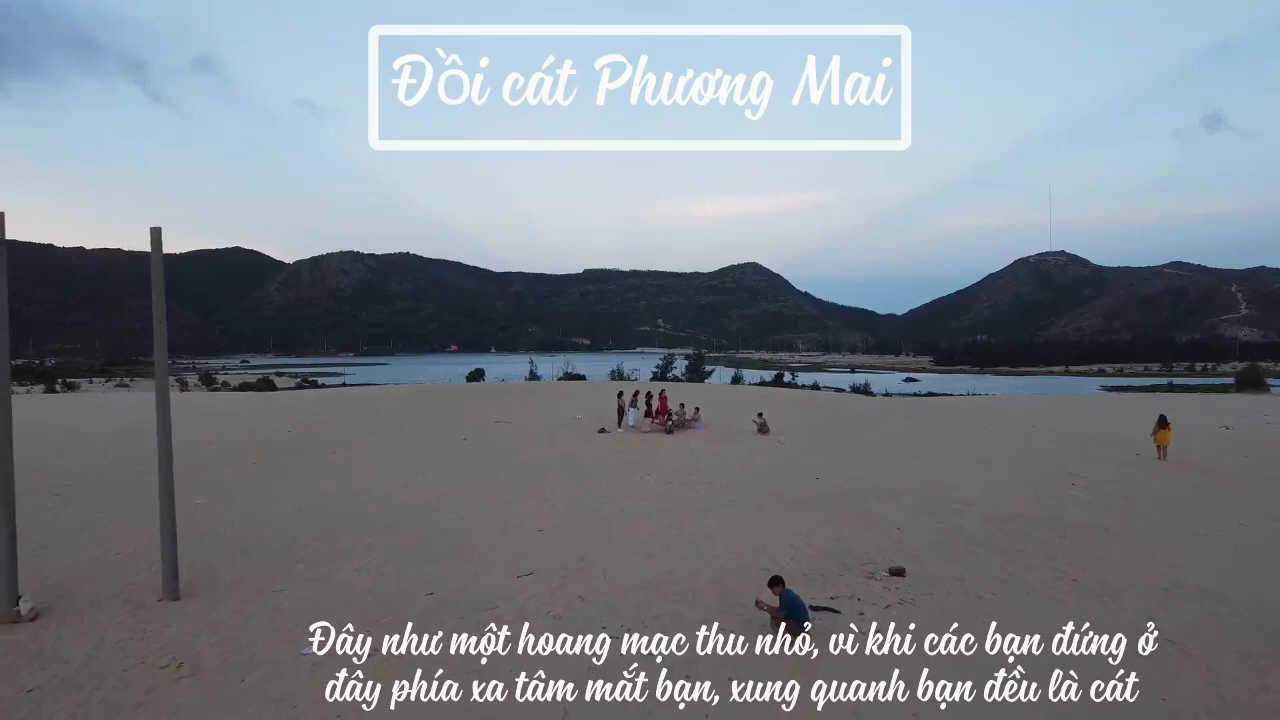 Đồi cát Phương Mai
Đây như một hoang mạc thu nhỏ, vì khi các bạn đứng ở
đây phía xa tâm mắt bạn, xung quanh bạn đều là cát